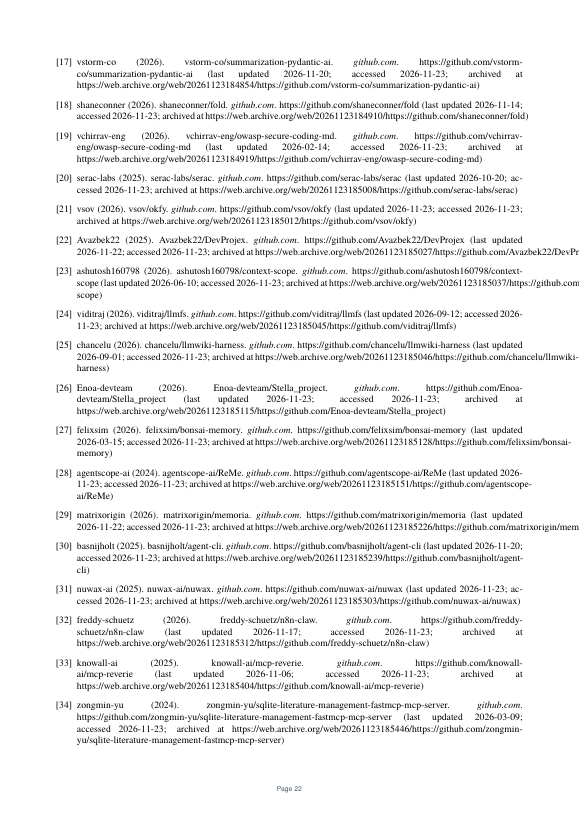 [17] vstorm-co (2026). vstorm-co/summarization-pydantic-ai. github.com. https://github.com/vstorm-
co/summarization-pydantic-ai (last updated 2026-11-20; accessed 2026-11-23; archived at
https://web.archive.org/web/20261123184854/https://github.com/vstorm-co/summarization-pydantic-ai)
[18] shaneconner (2026). shaneconner/fold. github.com. https://github.com/shaneconner/fold (last updated 2026-11-14;
accessed 2026-11-23; archived at https://web.archive.org/web/20261123184910/https://github.com/shaneconner/fold)
[19] vchirrav-eng (2026). vchirrav-eng/owasp-secure-coding-md. github.com. https://github.com/vchirrav-
eng/owasp-secure-coding-md (last updated 2026-02-14; accessed 2026-11-23; archived at
https://web.archive.org/web/20261123184919/https://github.com/vchirrav-eng/owasp-secure-coding-md)
[20] serac-labs (2025). serac-labs/serac. github.com. https://github.com/serac-labs/serac (last updated 2026-10-20; ac-
cessed 2026-11-23; archived at https://web.archive.org/web/20261123185008/https://github.com/serac-labs/serac)
[21] vsov (2026). vsov/okfy. github.com. https://github.com/vsov/okfy (last updated 2026-11-23; accessed 2026-11-23;
archived at https://web.archive.org/web/20261123185012/https://github.com/vsov/okfy)
[22] Avazbek22 (2025). Avazbek22/DevProjex. github.com. https://github.com/Avazbek22/DevProjex (last updated
2026-11-22; accessed 2026-11-23; archived at https://web.archive.org/web/20261123185027/https://github.com/Avazbek22/DevPr
[23] ashutosh160798 (2026). ashutosh160798/context-scope. github.com. https://github.com/ashutosh160798/context-
scope (last updated 2026-06-10; accessed 2026-11-23; archived at https://web.archive.org/web/20261123185037/https://github.com
scope)
[24] viditraj (2026). viditraj/llmfs. github.com. https://github.com/viditraj/llmfs (last updated 2026-09-12; accessed 2026-
11-23; archived at https://web.archive.org/web/20261123185045/https://github.com/viditraj/llmfs)
[25] chancelu (2026). chancelu/llmwiki-harness. github.com. https://github.com/chancelu/llmwiki-harness (last updated
2026-09-01; accessed 2026-11-23; archived at https://web.archive.org/web/20261123185046/https://github.com/chancelu/llmwiki-
harness)
[26] Enoa-devteam (2026). Enoa-devteam/Stella_project. github.com. https://github.com/Enoa-
devteam/Stella_project (last updated 2026-11-23; accessed 2026-11-23; archived at
https://web.archive.org/web/20261123185115/https://github.com/Enoa-devteam/Stella_project)
[27] felixsim (2026). felixsim/bonsai-memory. github.com. https://github.com/felixsim/bonsai-memory (last updated
2026-03-15; accessed 2026-11-23; archived at https://web.archive.org/web/20261123185128/https://github.com/felixsim/bonsai-
memory)
[28] agentscope-ai (2024). agentscope-ai/ReMe. github.com. https://github.com/agentscope-ai/ReMe (last updated 2026-
11-23; accessed 2026-11-23; archived at https://web.archive.org/web/20261123185151/https://github.com/agentscope-
ai/ReMe)
[29] matrixorigin (2026). matrixorigin/memoria. github.com. https://github.com/matrixorigin/memoria (last updated
2026-11-22; accessed 2026-11-23; archived at https://web.archive.org/web/20261123185226/https://github.com/matrixorigin/mem
[30] basnijholt (2025). basnijholt/agent-cli. github.com. https://github.com/basnijholt/agent-cli (last updated 2026-11-20;
accessed 2026-11-23; archived at https://web.archive.org/web/20261123185239/https://github.com/basnijholt/agent-
cli)
[31] nuwax-ai (2025). nuwax-ai/nuwax. github.com. https://github.com/nuwax-ai/nuwax (last updated 2026-11-23; ac-
cessed 2026-11-23; archived at https://web.archive.org/web/20261123185303/https://github.com/nuwax-ai/nuwax)
[32] freddy-schuetz (2026). freddy-schuetz/n8n-claw. github.com. https://github.com/freddy-
schuetz/n8n-claw (last updated 2026-11-17; accessed 2026-11-23; archived at
https://web.archive.org/web/20261123185312/https://github.com/freddy-schuetz/n8n-claw)
[33] knowall-ai (2025). knowall-ai/mcp-reverie. github.com. https://github.com/knowall-
ai/mcp-reverie (last updated 2026-11-06; accessed 2026-11-23; archived at
https://web.archive.org/web/20261123185404/https://github.com/knowall-ai/mcp-reverie)
[34] zongmin-yu (2024). zongmin-yu/sqlite-literature-management-fastmcp-mcp-server. github.com.
https://github.com/zongmin-yu/sqlite-literature-management-fastmcp-mcp-server (last updated 2026-03-09;
accessed 2026-11-23; archived at https://web.archive.org/web/20261123185446/https://github.com/zongmin-
yu/sqlite-literature-management-fastmcp-mcp-server)
Page 22